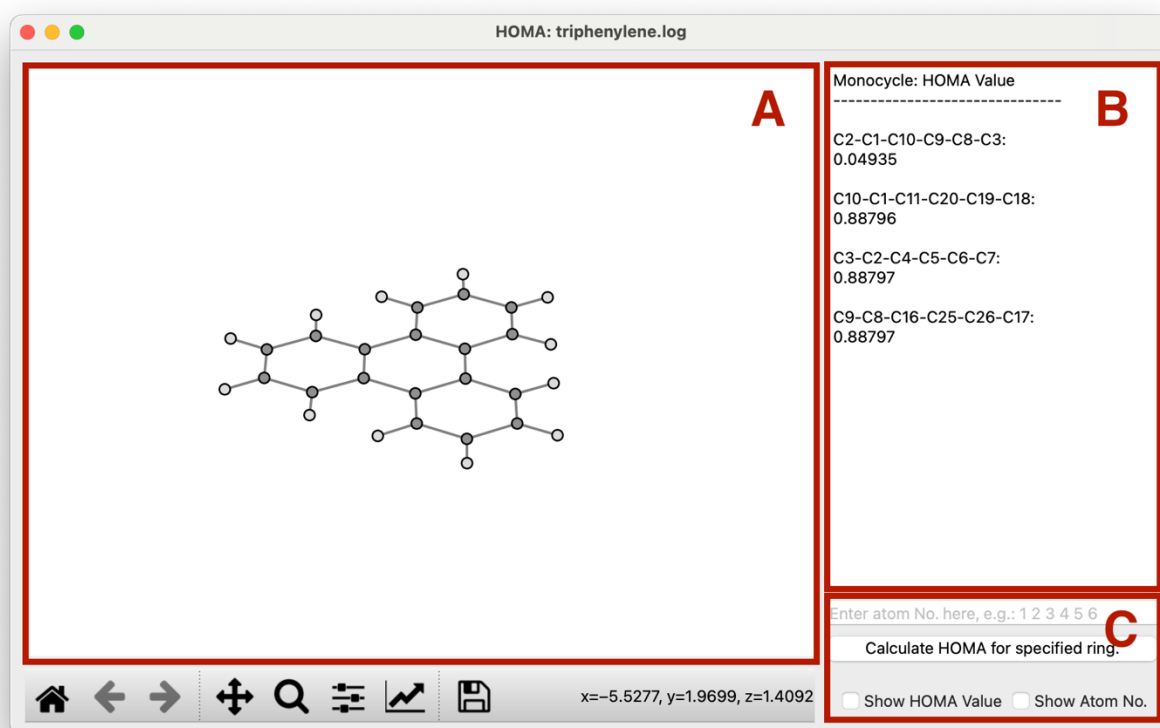 HOMA: triphenylene.log
A
Monocycle: HOMA Value
-------------------------------
B
C2-C1-C10-C9-C8-C3:
0.04935
C10-C1-C11-C20-C19-C18:
0.88796
C3-C2-C4-C5-C6-C7:
0.88797
C9-C8-C16-C25-C26-C17:
0.88797
Enter atom No. here, e.g.: 1 2 3 4 5 6
C
Calculate HOMA for specified ring.
Show HOMA Value Show Atom No.
x=−5.5277, y=1.9699, z=1.4092